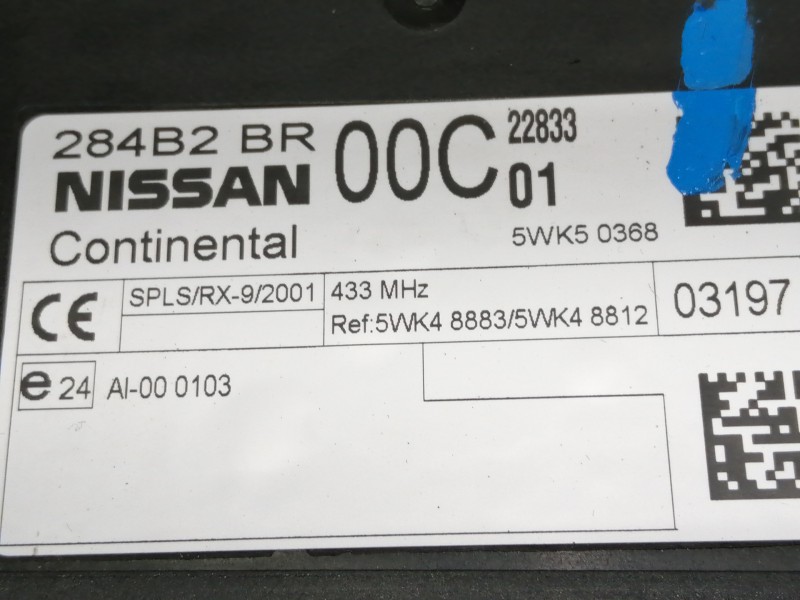 284B2 BR 00C 22833
NISSAN 01
Continental 5WK5 0368
CE SPLS/RX-9/2001 433 MHz 03197
Ref:5WK4 8883/5WK4 8812
e 24 AI-00 0103